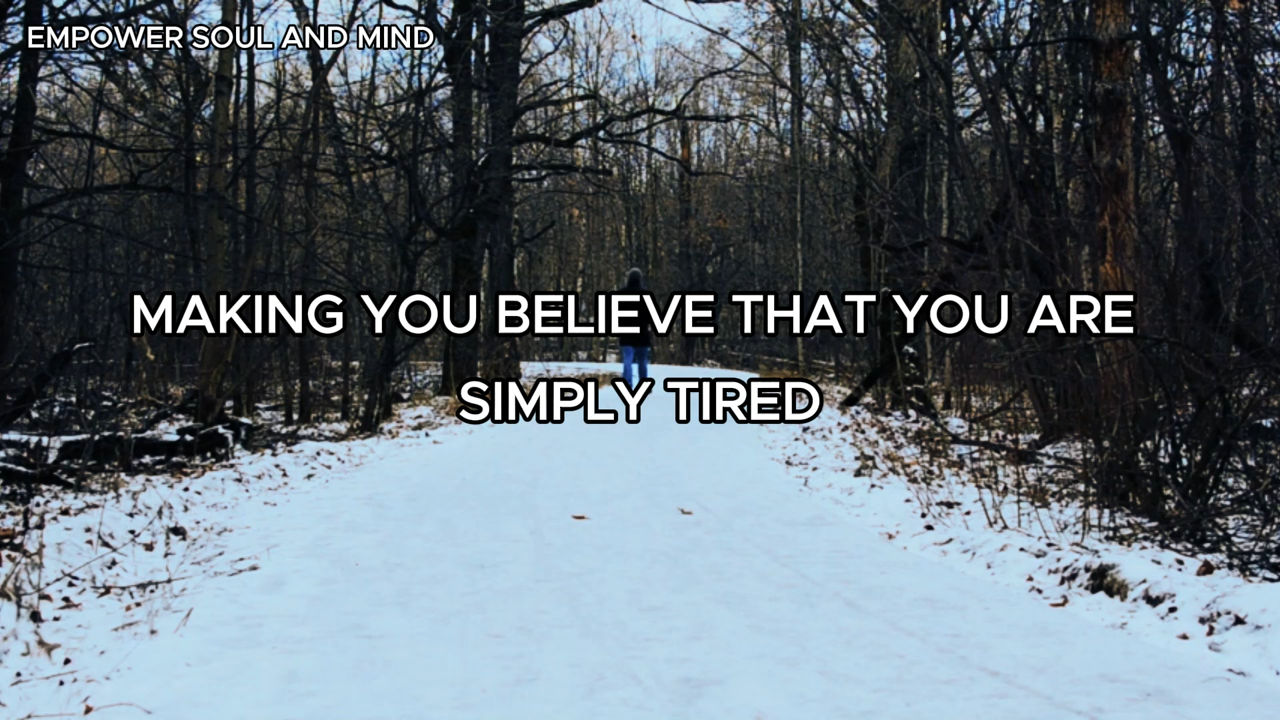 EMPOWER SOUL AND MIND
MAKING YOU BELIEVE THAT YOU ARE
SIMPLY TIRED